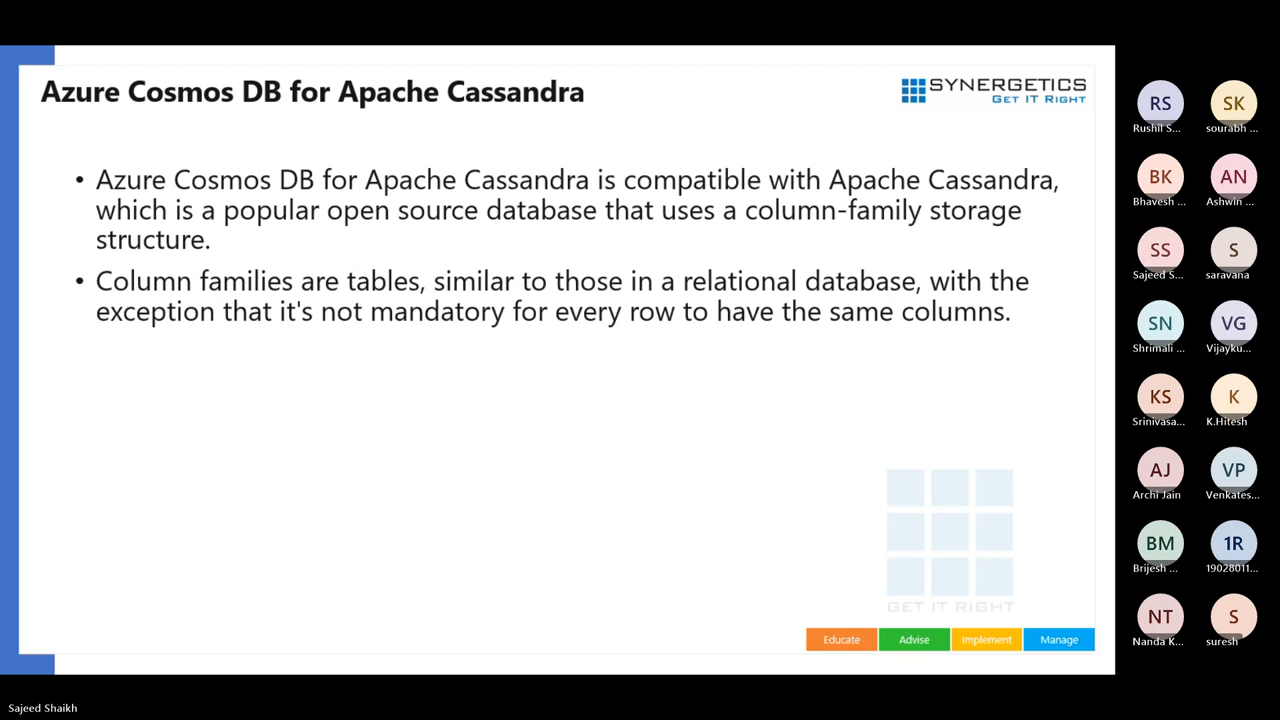 Azure Cosmos DB for Apache Cassandra
SYNERGETICS
GET IT RIGHT
• Azure Cosmos DB for Apache Cassandra is compatible with Apache Cassandra,
which is a popular open source database that uses a column-family storage
structure.
• Column families are tables, similar to those in a relational database, with the
exception that it's not mandatory for every row to have the same columns.
GET IT RIGHT
Educate Advise Implement Manage
RS SK
Rushil S... sourabh ...
BK AN
Bhavesh ... Ashwin ...
SS S
Sajeed S... saravana
SN VG
Shrimali ... Vijayku...
KS K
Srinivasa... K.Hitesh
AJ VP
Archi Jain Venkates...
BM 1R
Brijesh ... 19028011...
NT S
Nanda K... suresh
Sajeed Shaikh